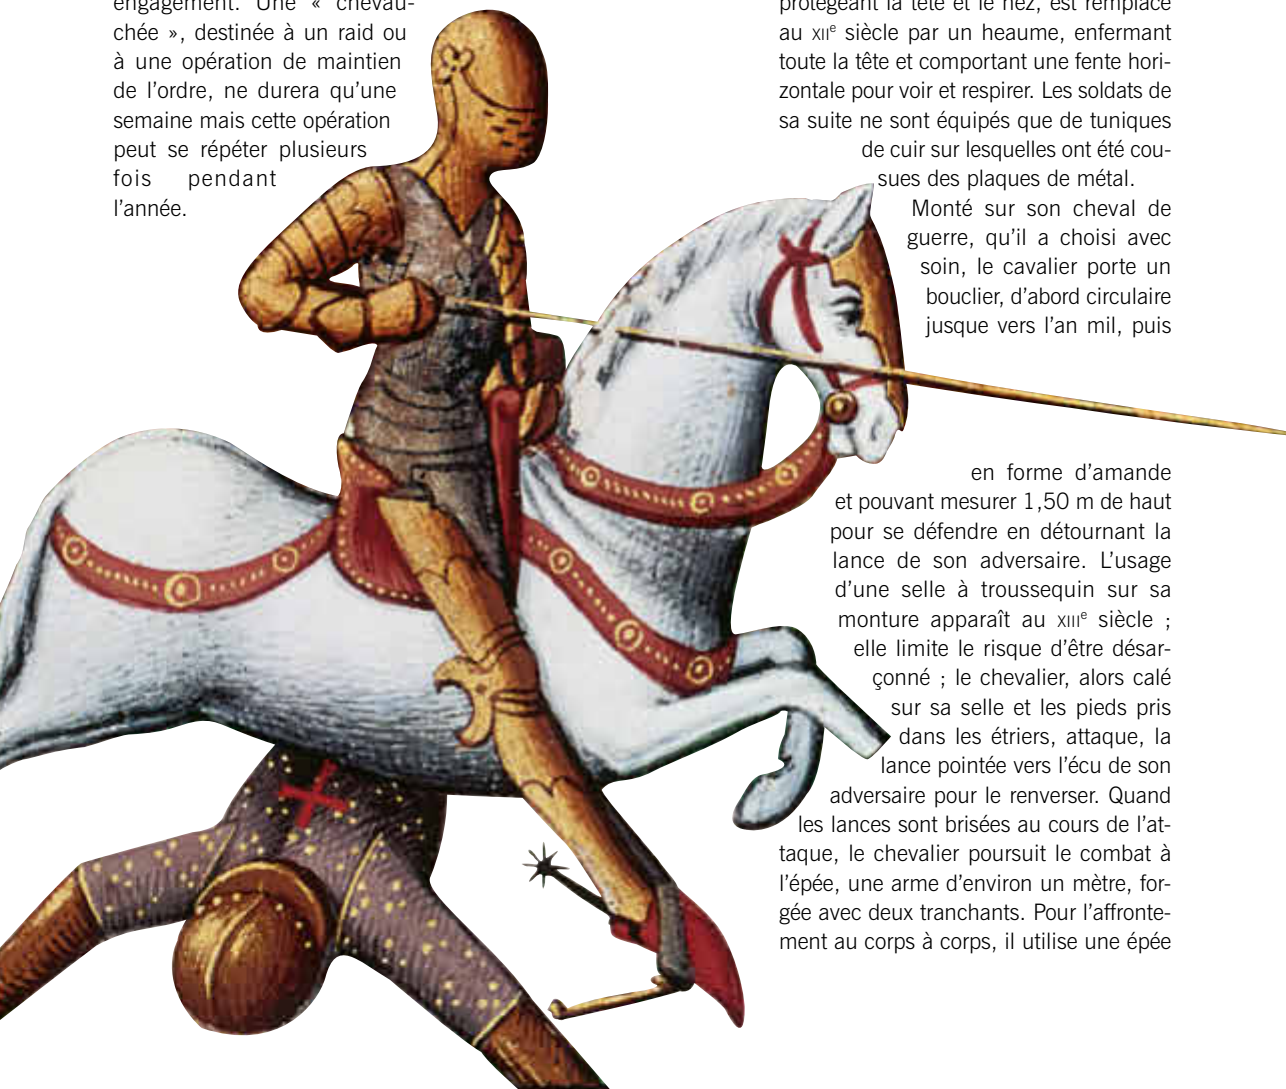 engagement. Une « chevau-
chée », destinée à un raid ou
à une opération de maintien
de l’ordre, ne durera qu’une
semaine mais cette opération
peut se répéter plusieurs
fois pendant
l’année.
protégeant la tête et le nez, est remplacé
au XIIe siècle par un heaume, enfermant
toute la tête et comportant une fente hori-
zontale pour voir et respirer. Les soldats de
sa suite ne sont équipés que de tuniques
de cuir sur lesquelles ont été cou-
sues des plaques de métal.
Monté sur son cheval de
guerre, qu’il a choisi avec
soin, le cavalier porte un
bouclier, d’abord circulaire
jusque vers l’an mil, puis
en forme d’amande
et pouvant mesurer 1,50 m de haut
pour se défendre en détournant la
lance de son adversaire. L’usage
d’une selle à troussequin sur sa
monture apparaît au XIIIe siècle ;
elle limite le risque d’être désar-
çonné ; le chevalier, alors calé
sur sa selle et les pieds pris
dans les étriers, attaque, la
lance pointée vers l’écu de son
adversaire pour le renverser. Quand
les lances sont brisées au cours de l’at-
taque, le chevalier poursuit le combat à
l’épée, une arme d’environ un mètre, for-
gée avec deux tranchants. Pour l’affronte-
ment au corps à corps, il utilise une épée